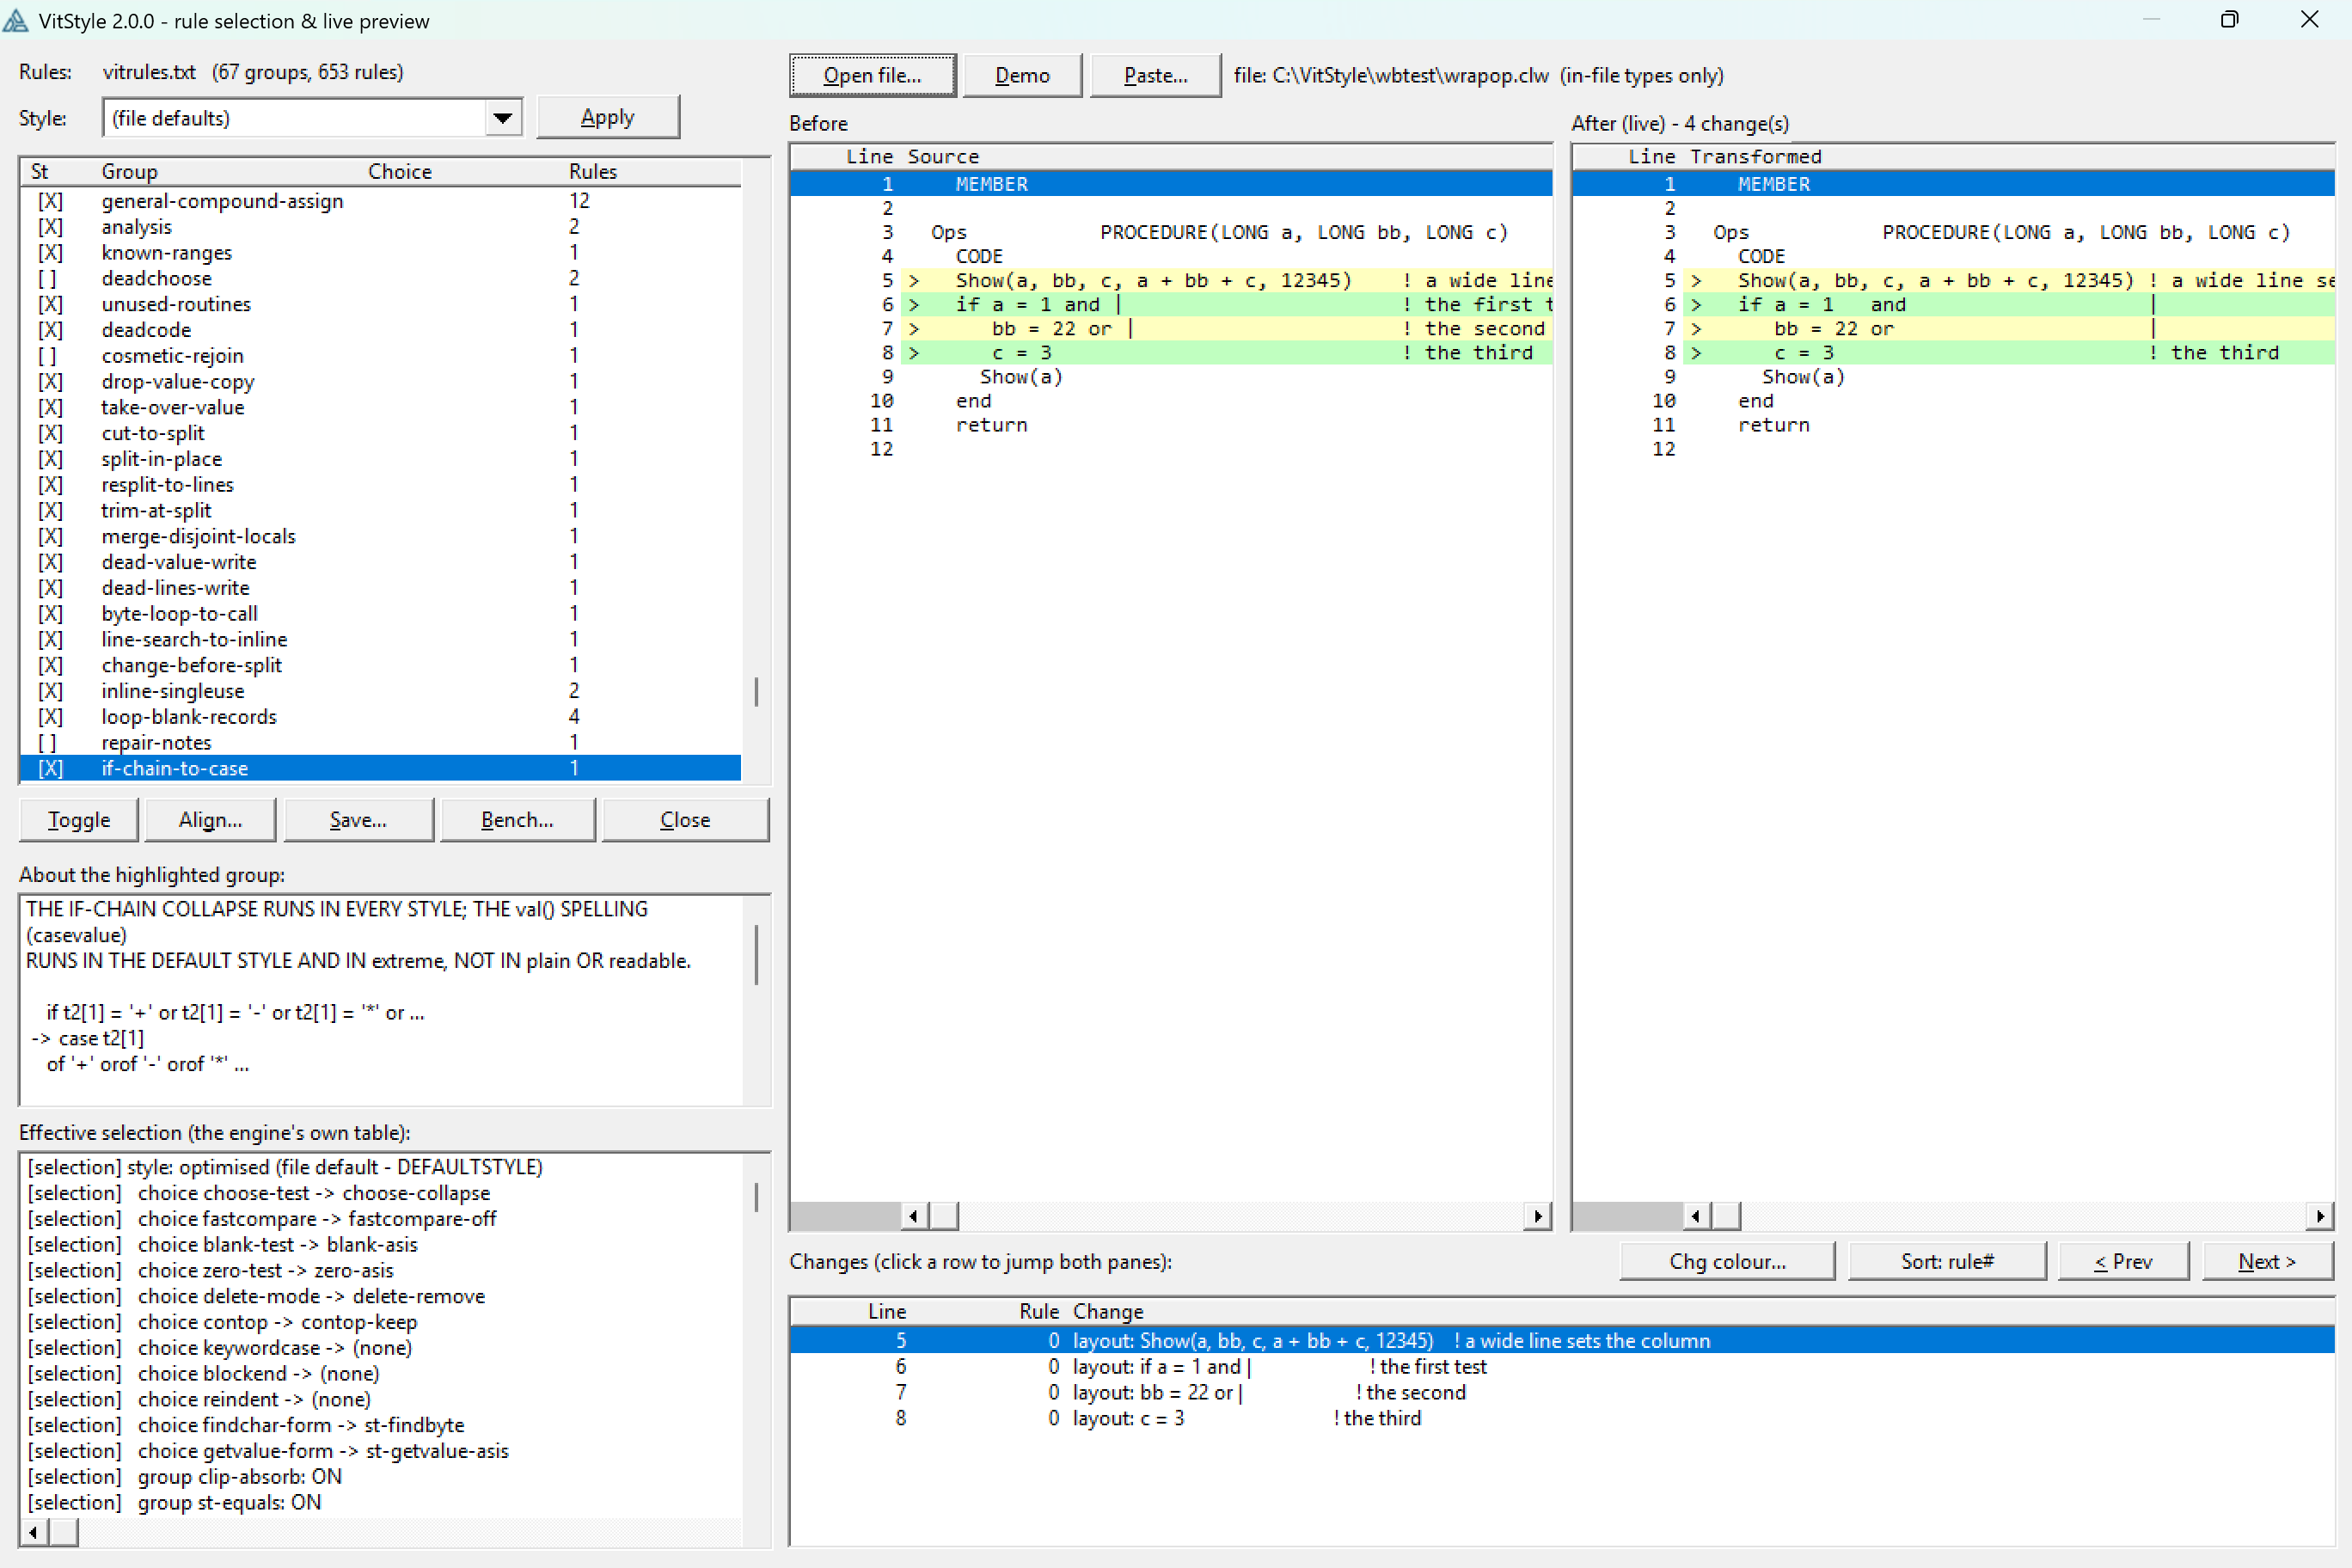 VitStyle 2.0.0 - rule selection & live preview
Rules: vitrules.txt (67 groups, 653 rules)
Style: (file defaults) Apply
St Group Choice Rules
[X] general-compound-assign 12
[X] analysis 2
[X] known-ranges 1
[ ] deadchoose 2
[X] unused-routines 1
[X] deadcode 1
[ ] cosmetic-rejoin 1
[X] drop-value-copy 1
[X] take-over-value 1
[X] cut-to-split 1
[X] split-in-place 1
[X] resplit-to-lines 1
[X] trim-at-split 1
[X] merge-disjoint-locals 1
[X] dead-value-write 1
[X] dead-lines-write 1
[X] byte-loop-to-call 1
[X] line-search-to-inline 1
[X] change-before-split 1
[X] inline-singleuse 2
[X] loop-blank-records 4
[ ] repair-notes 1
[X] if-chain-to-case 1
Toggle Align... Save... Bench... Close
About the highlighted group:
THE IF-CHAIN COLLAPSE RUNS IN EVERY STYLE; THE val() SPELLING
(casevalue)
RUNS IN THE DEFAULT STYLE AND IN extreme, NOT IN plain OR readable.
if t2[1] = '+' or t2[1] = '-' or t2[1] = '*' or ...
-> case t2[1]
of '+' orof '-' orof '*' ...
Effective selection (the engine's own table):
[selection] style: optimised (file default - DEFAULTSTYLE)
[selection] choice choose-test -> choose-collapse
[selection] choice fastcompare -> fastcompare-off
[selection] choice blank-test -> blank-asis
[selection] choice zero-test -> zero-asis
[selection] choice delete-mode -> delete-remove
[selection] choice contop -> contop-keep
[selection] choice keywordcase -> (none)
[selection] choice blockend -> (none)
[selection] choice reindent -> (none)
[selection] choice findchar-form -> st-findbyte
[selection] choice getvalue-form -> st-getvalue-asis
[selection] group clip-absorb: ON
[selection] group st-equals: ON
Open file... Demo Paste... file: C:\VitStyle\wbtest\wrapop.clw (in-file types only)
Before
Line Source
1 MEMBER
2
3 Ops PROCEDURE(LONG a, LONG bb, LONG c)
4 CODE
5 > Show(a, bb, c, a + bb + c, 12345) ! a wide line
6 > if a = 1 and | ! the first t
7 > bb = 22 or | ! the second
8 > c = 3 ! the third
9 Show(a)
10 end
11 return
12
After (live) - 4 change(s)
Line Transformed
1 MEMBER
2
3 Ops PROCEDURE(LONG a, LONG bb, LONG c)
4 CODE
5 > Show(a, bb, c, a + bb + c, 12345) ! a wide line se
6 > if a = 1 and |
7 > bb = 22 or |
8 > c = 3 ! the third
9 Show(a)
10 end
11 return
12
Changes (click a row to jump both panes): Chg colour... Sort: rule# < Prev Next >
Line Rule Change
5 0 layout: Show(a, bb, c, a + bb + c, 12345) ! a wide line sets the column
6 0 layout: if a = 1 and | ! the first test
7 0 layout: bb = 22 or | ! the second
8 0 layout: c = 3 ! the third